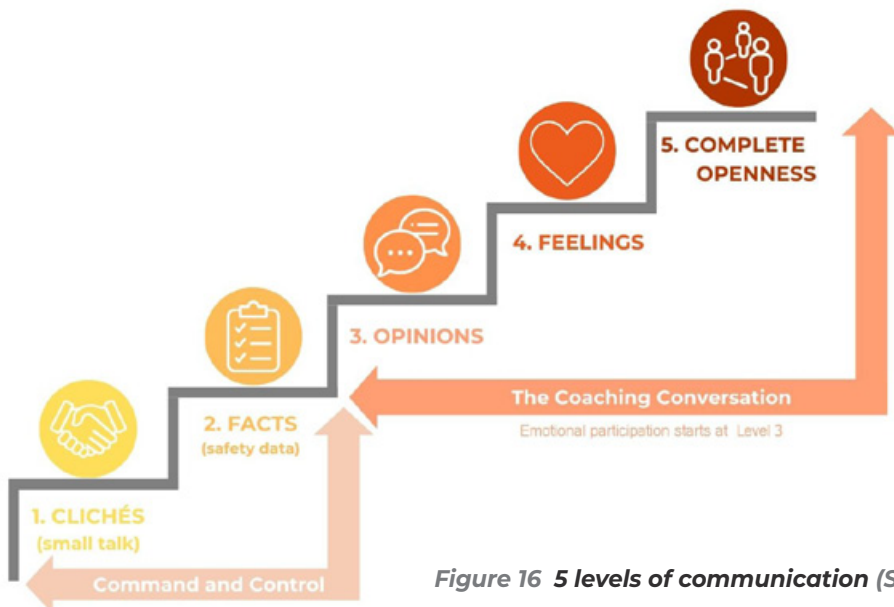 5. COMPLETE
OPENNESS
4. FEELINGS
3. OPINIONS
The Coaching Conversation
Emotional participation starts at Level 3
2. FACTS
(safety data)
1. CLICHÉS
(small talk)
Command and Control
Figure 16 5 levels of communication (S